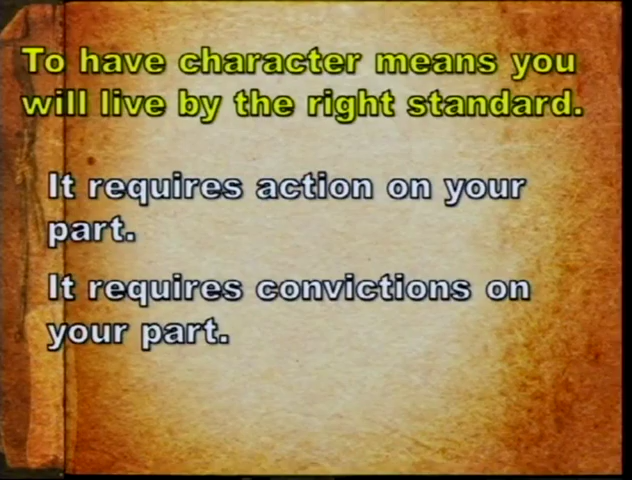 To have character means you
will live by the right standard.
It requires action on your
part.
It requires convictions on
your part.